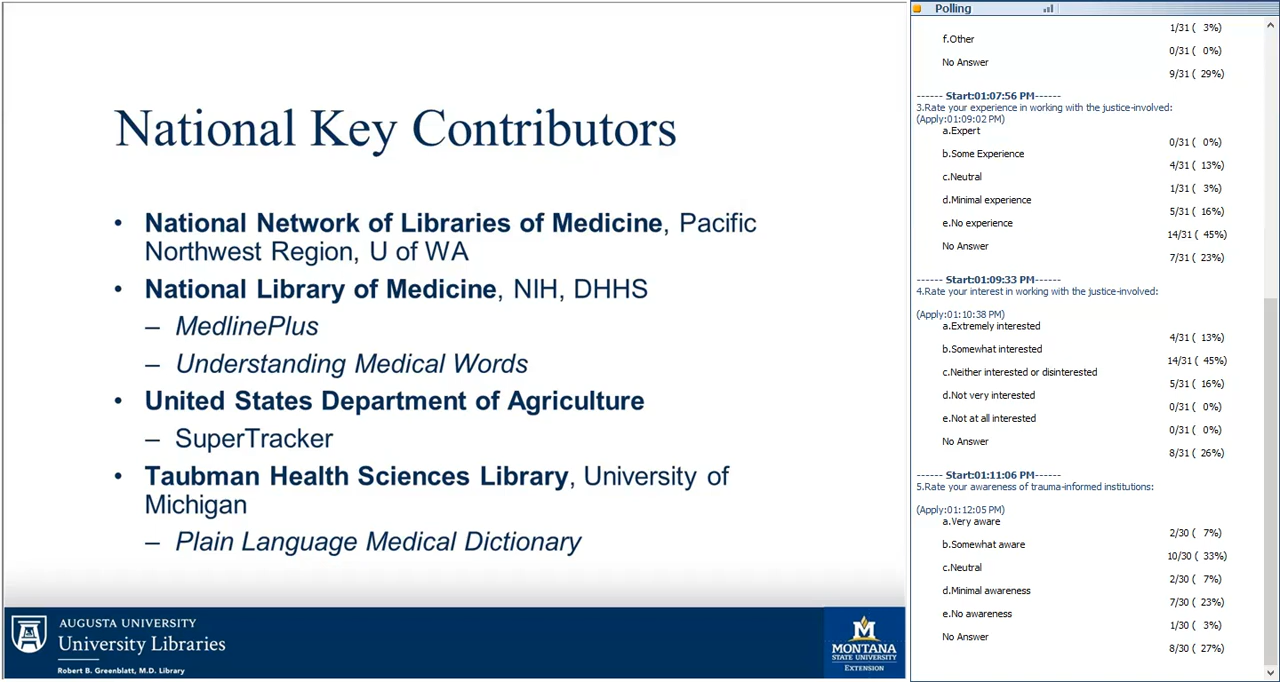 National Key Contributors
• National Network of Libraries of Medicine, Pacific
Northwest Region, U of WA
• National Library of Medicine, NIH, DHHS
– MedlinePlus
– Understanding Medical Words
• United States Department of Agriculture
– SuperTracker
• Taubman Health Sciences Library, University of
Michigan
– Plain Language Medical Dictionary
AUGUSTA UNIVERSITY
University Libraries
Robert B. Greenblatt, M.D. Library
M
MONTANA
STATE UNIVERSITY
EXTENSION
Polling
1/31 ( 3%)
f.Other
0/31 ( 0%)
No Answer
9/31 ( 29%)
------ Start:01:07:56 PM------
3.Rate your experience in working with the justice-involved:
(Apply:01:09:02 PM)
a.Expert
0/31 ( 0%)
b.Some Experience
4/31 ( 13%)
c.Neutral
1/31 ( 3%)
d.Minimal experience
5/31 ( 16%)
e.No experience
14/31 ( 45%)
No Answer
7/31 ( 23%)
------ Start:01:09:33 PM------
4.Rate your interest in working with the justice-involved:
(Apply:01:10:38 PM)
a.Extremely interested
4/31 ( 13%)
b.Somewhat interested
14/31 ( 45%)
c.Neither interested or disinterested
5/31 ( 16%)
d.Not very interested
0/31 ( 0%)
e.Not at all interested
0/31 ( 0%)
No Answer
8/31 ( 26%)
------ Start:01:11:06 PM------
5.Rate your awareness of trauma-informed institutions:
(Apply:01:12:05 PM)
a.Very aware
2/30 ( 7%)
b.Somewhat aware
10/30 ( 33%)
c.Neutral
2/30 ( 7%)
d.Minimal awareness
7/30 ( 23%)
e.No awareness
1/30 ( 3%)
No Answer
8/30 ( 27%)